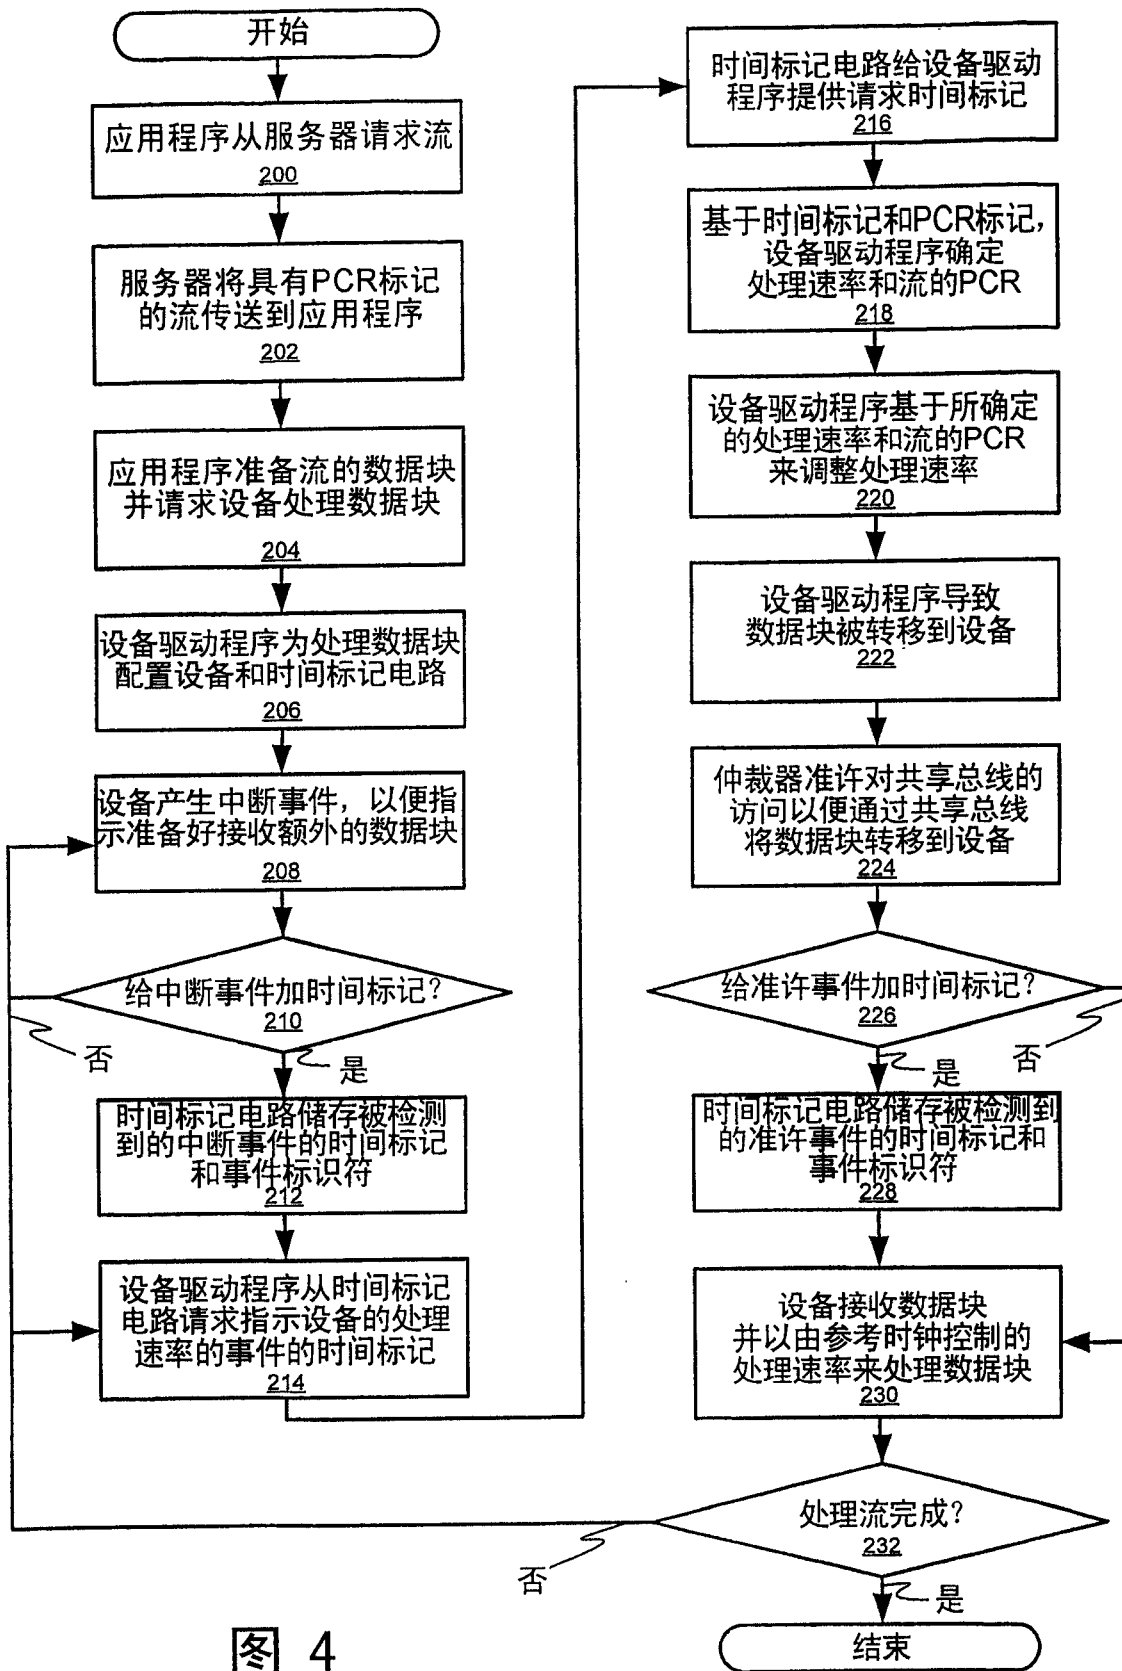 开始
应用程序从服务器请求流
200
服务器将具有PCR标记
的流传送到应用程序
202
应用程序准备流的数据块
并请求设备处理数据块
204
设备驱动程序为处理数据块
配置设备和时间标记电路
206
设备产生中断事件，以便指
示准备好接收额外的数据块
208
给中断事件加时间标记？
210
否
是
时间标记电路储存被检测
到的中断事件的时间标记
和事件标识符
212
设备驱动程序从时间标记
电路请求指示设备的处理
速率的事件的时间标记
214
时间标记电路给设备驱动
程序提供请求时间标记
216
基于时间标记和PCR标记，
设备驱动程序确定
处理速率和流的PCR
218
设备驱动程序基于所确定
的处理速率和流的PCR
来调整处理速率
220
设备驱动程序导致
数据块被转移到设备
222
仲裁器准许对共享总线的
访问以便通过共享总线
将数据块转移到设备
224
给准许事件加时间标记？
226
否
是
时间标记电路储存被检测到
的准许事件的时间标记和
事件标识符
228
设备接收数据块
并以由参考时钟控制的
处理速率来处理数据块
230
处理流完成？
232
否
是
结束
图 4